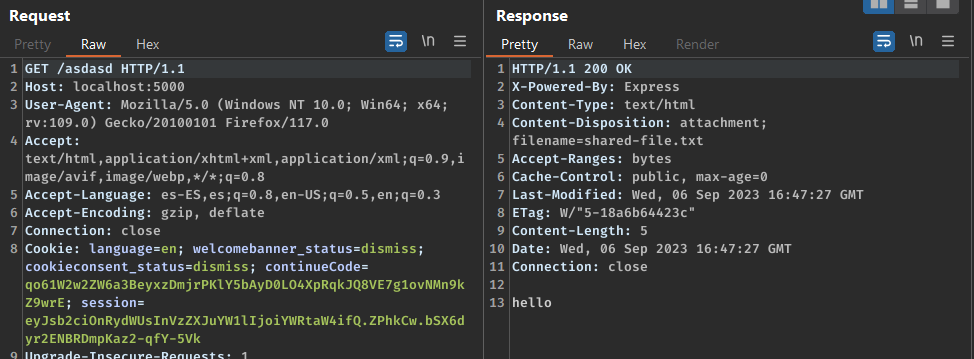 Request
Pretty Raw Hex
\n
1 GET /asdasd HTTP/1.1
2 Host: localhost:5000
3 User-Agent: Mozilla/5.0 (Windows NT 10.0; Win64; x64;
rv:109.0) Gecko/20100101 Firefox/117.0
4 Accept:
text/html,application/xhtml+xml,application/xml;q=0.9,i
mage/avif,image/webp,*/*;q=0.8
5 Accept-Language: es-ES,es;q=0.8,en-US;q=0.5,en;q=0.3
6 Accept-Encoding: gzip, deflate
7 Connection: close
8 Cookie: language=en; welcomebanner_status=dismiss;
cookieconsent_status=dismiss; continueCode=
qo61W2w2ZW6a3BeyxzDmjrPKlY5bAyD0LO4XpRqkJQ8VE7g1ovNMn9k
Z9wrE; session=
eyJsb2ciOnRydWUsInVzZXJuYW1lIjoiYWRtaW4ifQ.ZPhkCw.bSX6d
yr2ENBRDmpKaz2-qfY-5Vk
9 Upgrade-Insecure-Requests: 1
Response
Pretty Raw Hex Render
\n
1 HTTP/1.1 200 OK
2 X-Powered-By: Express
3 Content-Type: text/html
4 Content-Disposition: attachment;
filename=shared-file.txt
5 Accept-Ranges: bytes
6 Cache-Control: public, max-age=0
7 Last-Modified: Wed, 06 Sep 2023 16:47:27 GMT
8 ETag: W/"5-18a6b64423c"
9 Content-Length: 5
10 Date: Wed, 06 Sep 2023 16:47:27 GMT
11 Connection: close
12
13 hello